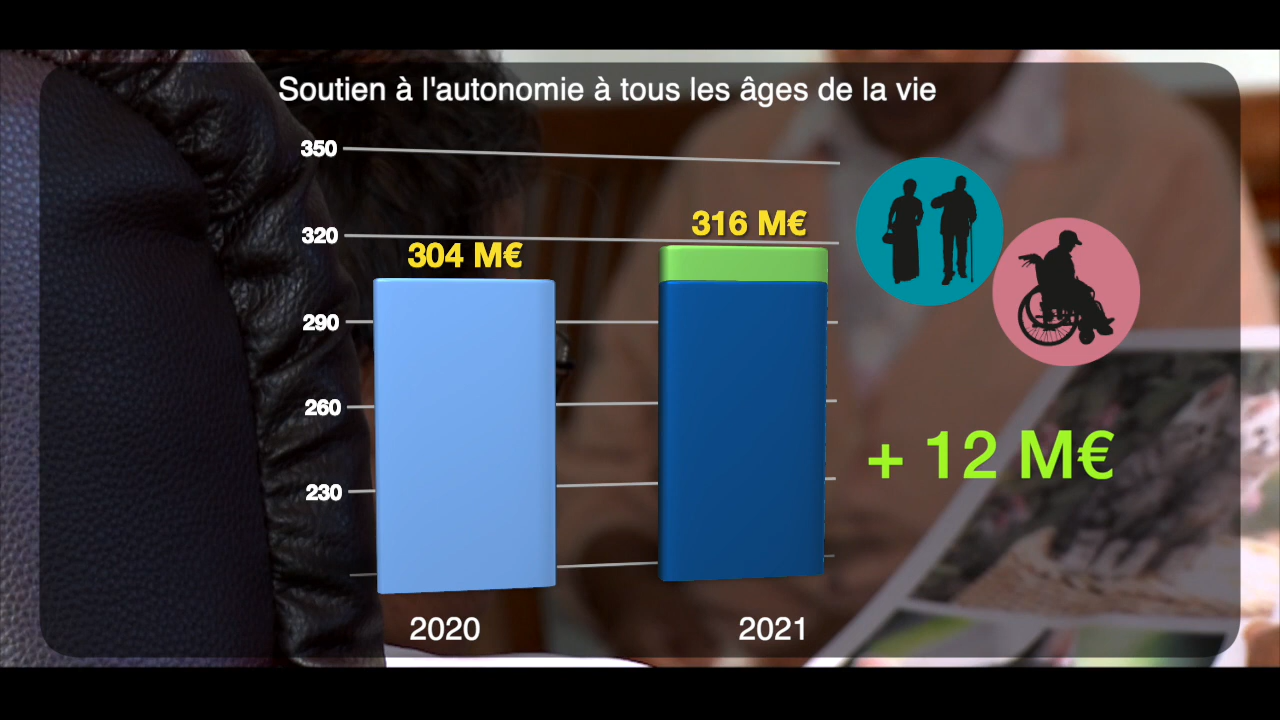 Soutien à l'autonomie à tous les âges de la vie
350
320
290
260
230
304 M€
316 M€
+ 12 M€
2020
2021